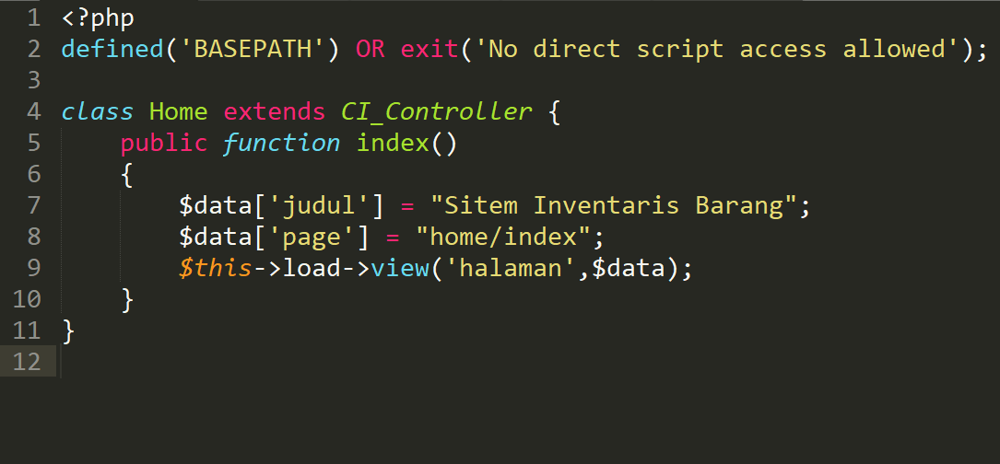 1 <?php
2 defined('BASEPATH') OR exit('No direct script access allowed');
3
4 class Home extends CI_Controller {
5     public function index()
6     {
7         $data['judul'] = "Sitem Inventaris Barang";
8         $data['page'] = "home/index";
9         $this->load->view('halaman',$data);
10     }
11 }
12